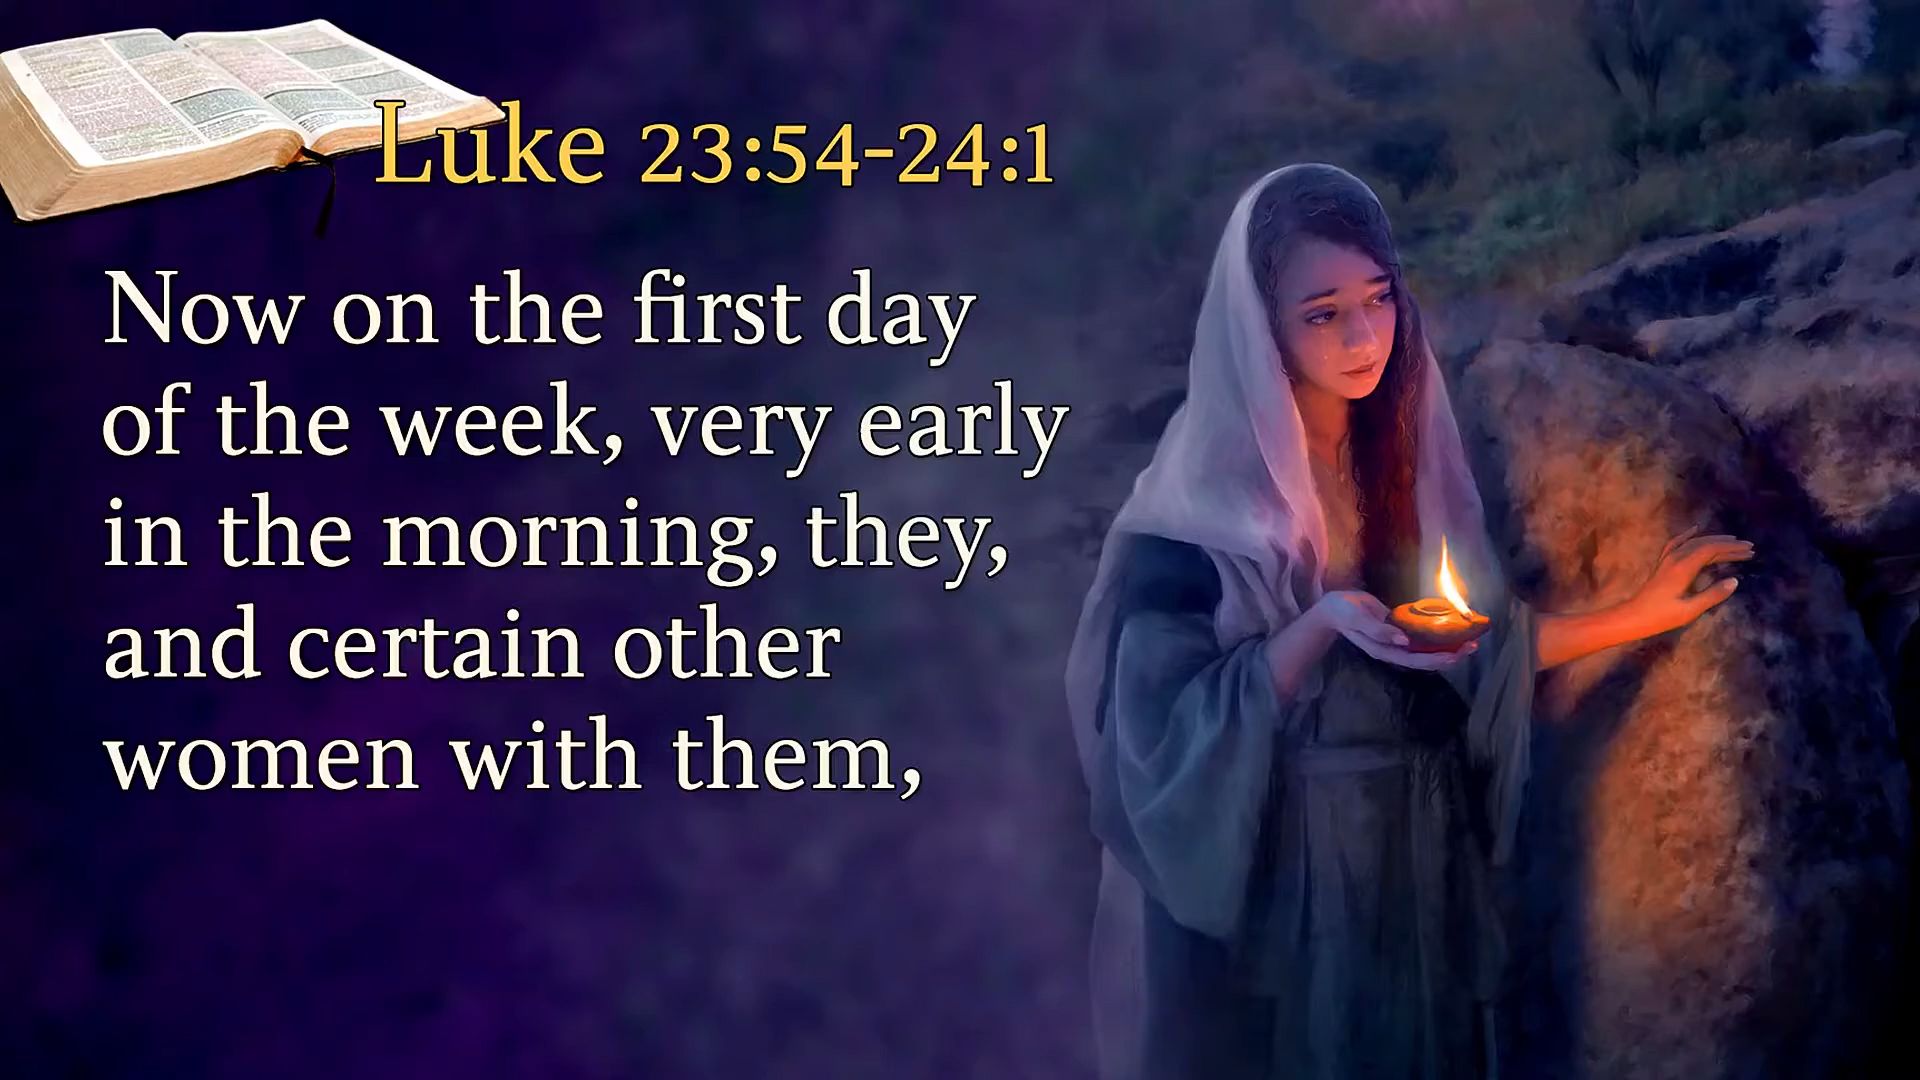 Luke 23:54-24:1
Now on the first day
of the week, very early
in the morning, they,
and certain other
women with them,